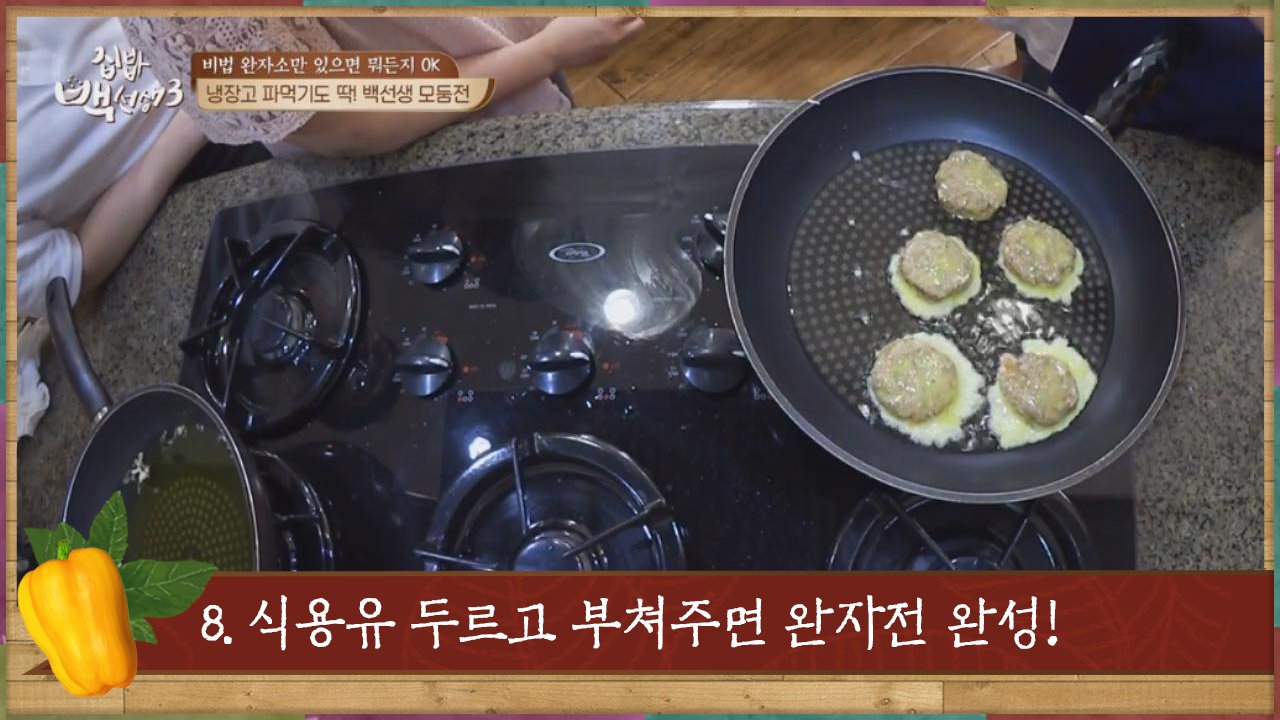 집밥
백선생3
비법 완자소만 있으면 뭐든지 OK
냉장고 파먹기도 딱! 백선생 모둠전
8. 식용유 두르고 부쳐주면 완자전 완성!